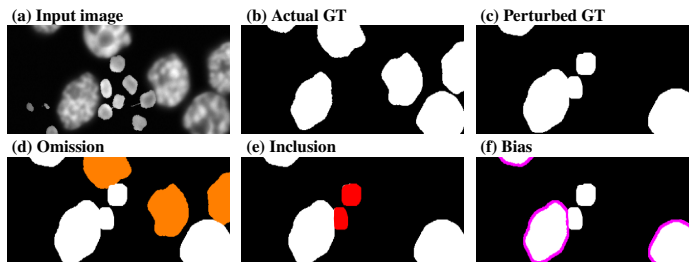 (a) Input image
(b) Actual GT
(c) Perturbed GT
(d) Omission
(e) Inclusion
(f) Bias